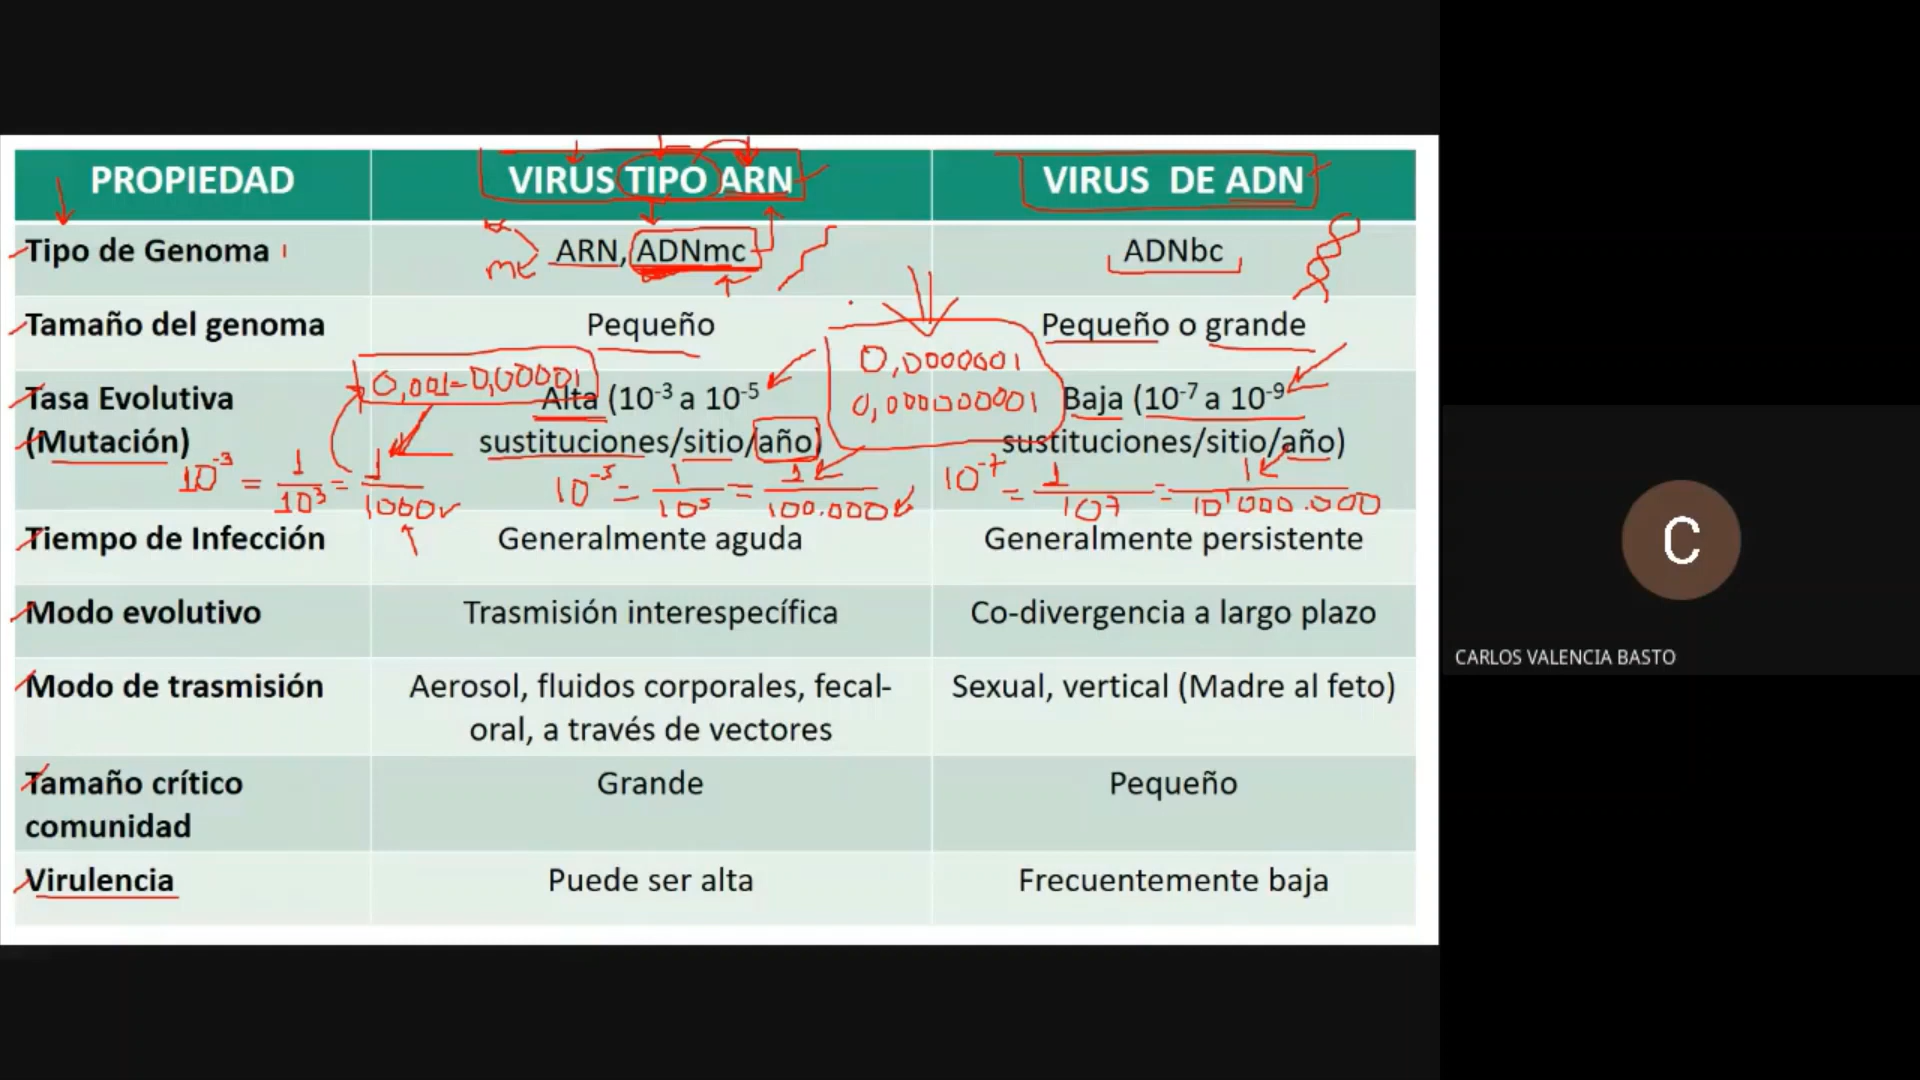 PROPIEDAD
VIRUS TIPO ARN
VIRUS DE ADN
Tipo de Genoma
ARN, ADNmc
ADNbc
Tamaño del genoma
Pequeño
Pequeño o grande
0,0000001
0,000000001
0,001-0,00001
Tasa Evolutiva
(Mutación)
Alta (10-3 a 10-5
sustituciones/sitio/año)
Baja (10-7 a 10-9
sustituciones/sitio/año)
10-3 = 1/103 = 1/1000
10-5 = 1/105 = 1/100.000
10-7 = 1/107 = 1/10'000.000
Tiempo de Infección
Generalmente aguda
Generalmente persistente
Modo evolutivo
Trasmisión interespecífica
Co-divergencia a largo plazo
Modo de trasmisión
Aerosol, fluidos corporales, fecal-
oral, a través de vectores
Sexual, vertical (Madre al feto)
Tamaño crítico
comunidad
Grande
Pequeño
Virulencia
Puede ser alta
Frecuentemente baja
C
CARLOS VALENCIA BASTO